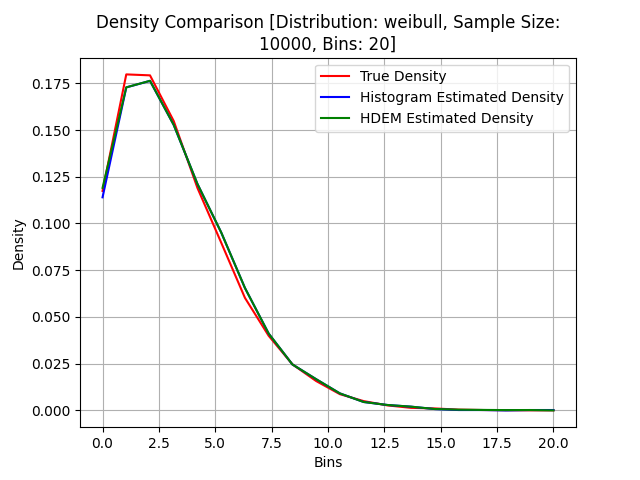 Density Comparison [Distribution: weibull, Sample Size:
10000, Bins: 20]
True Density
Histogram Estimated Density
HDEM Estimated Density
Density
0.175
0.150
0.125
0.100
0.075
0.050
0.025
0.000
0.0 2.5 5.0 7.5 10.0 12.5 15.0 17.5 20.0
Bins